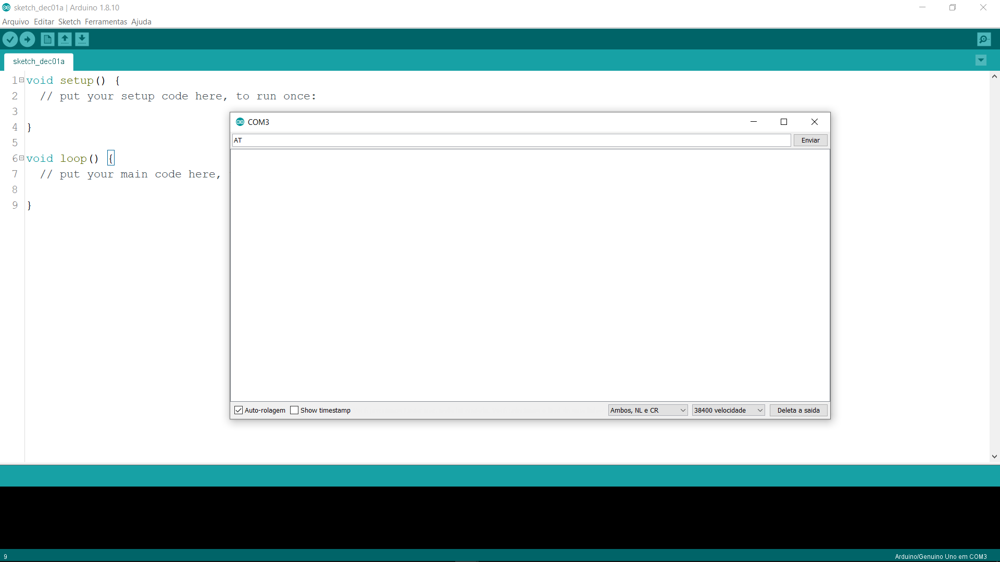 sketch_dec01a | Arduino 1.8.10
Arquivo Editar Sketch Ferramentas Ajuda
sketch_dec01a
1 void setup() {
2 // put your setup code here, to run once:
3
4 }
5
6 void loop() {
7 // put your main code here,
8
9 }
COM3
AT
Enviar
Auto-rolagem Show timestamp Ambos, NL e CR 38400 velocidade Deleta a saida
9 Arduino/Genuino Uno em COM3